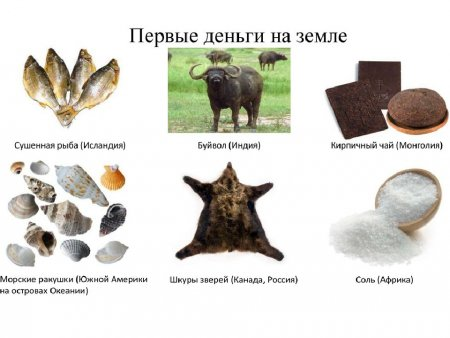 Первые деньги на земле
Сушенная рыба (Исландия)
Буйвол (Индия)
Кирпичный чай (Монголия)
Морские ракушки (Южной Америки
на островах Океании)
Шкуры зверей (Канада, Россия)
Соль (Африка)